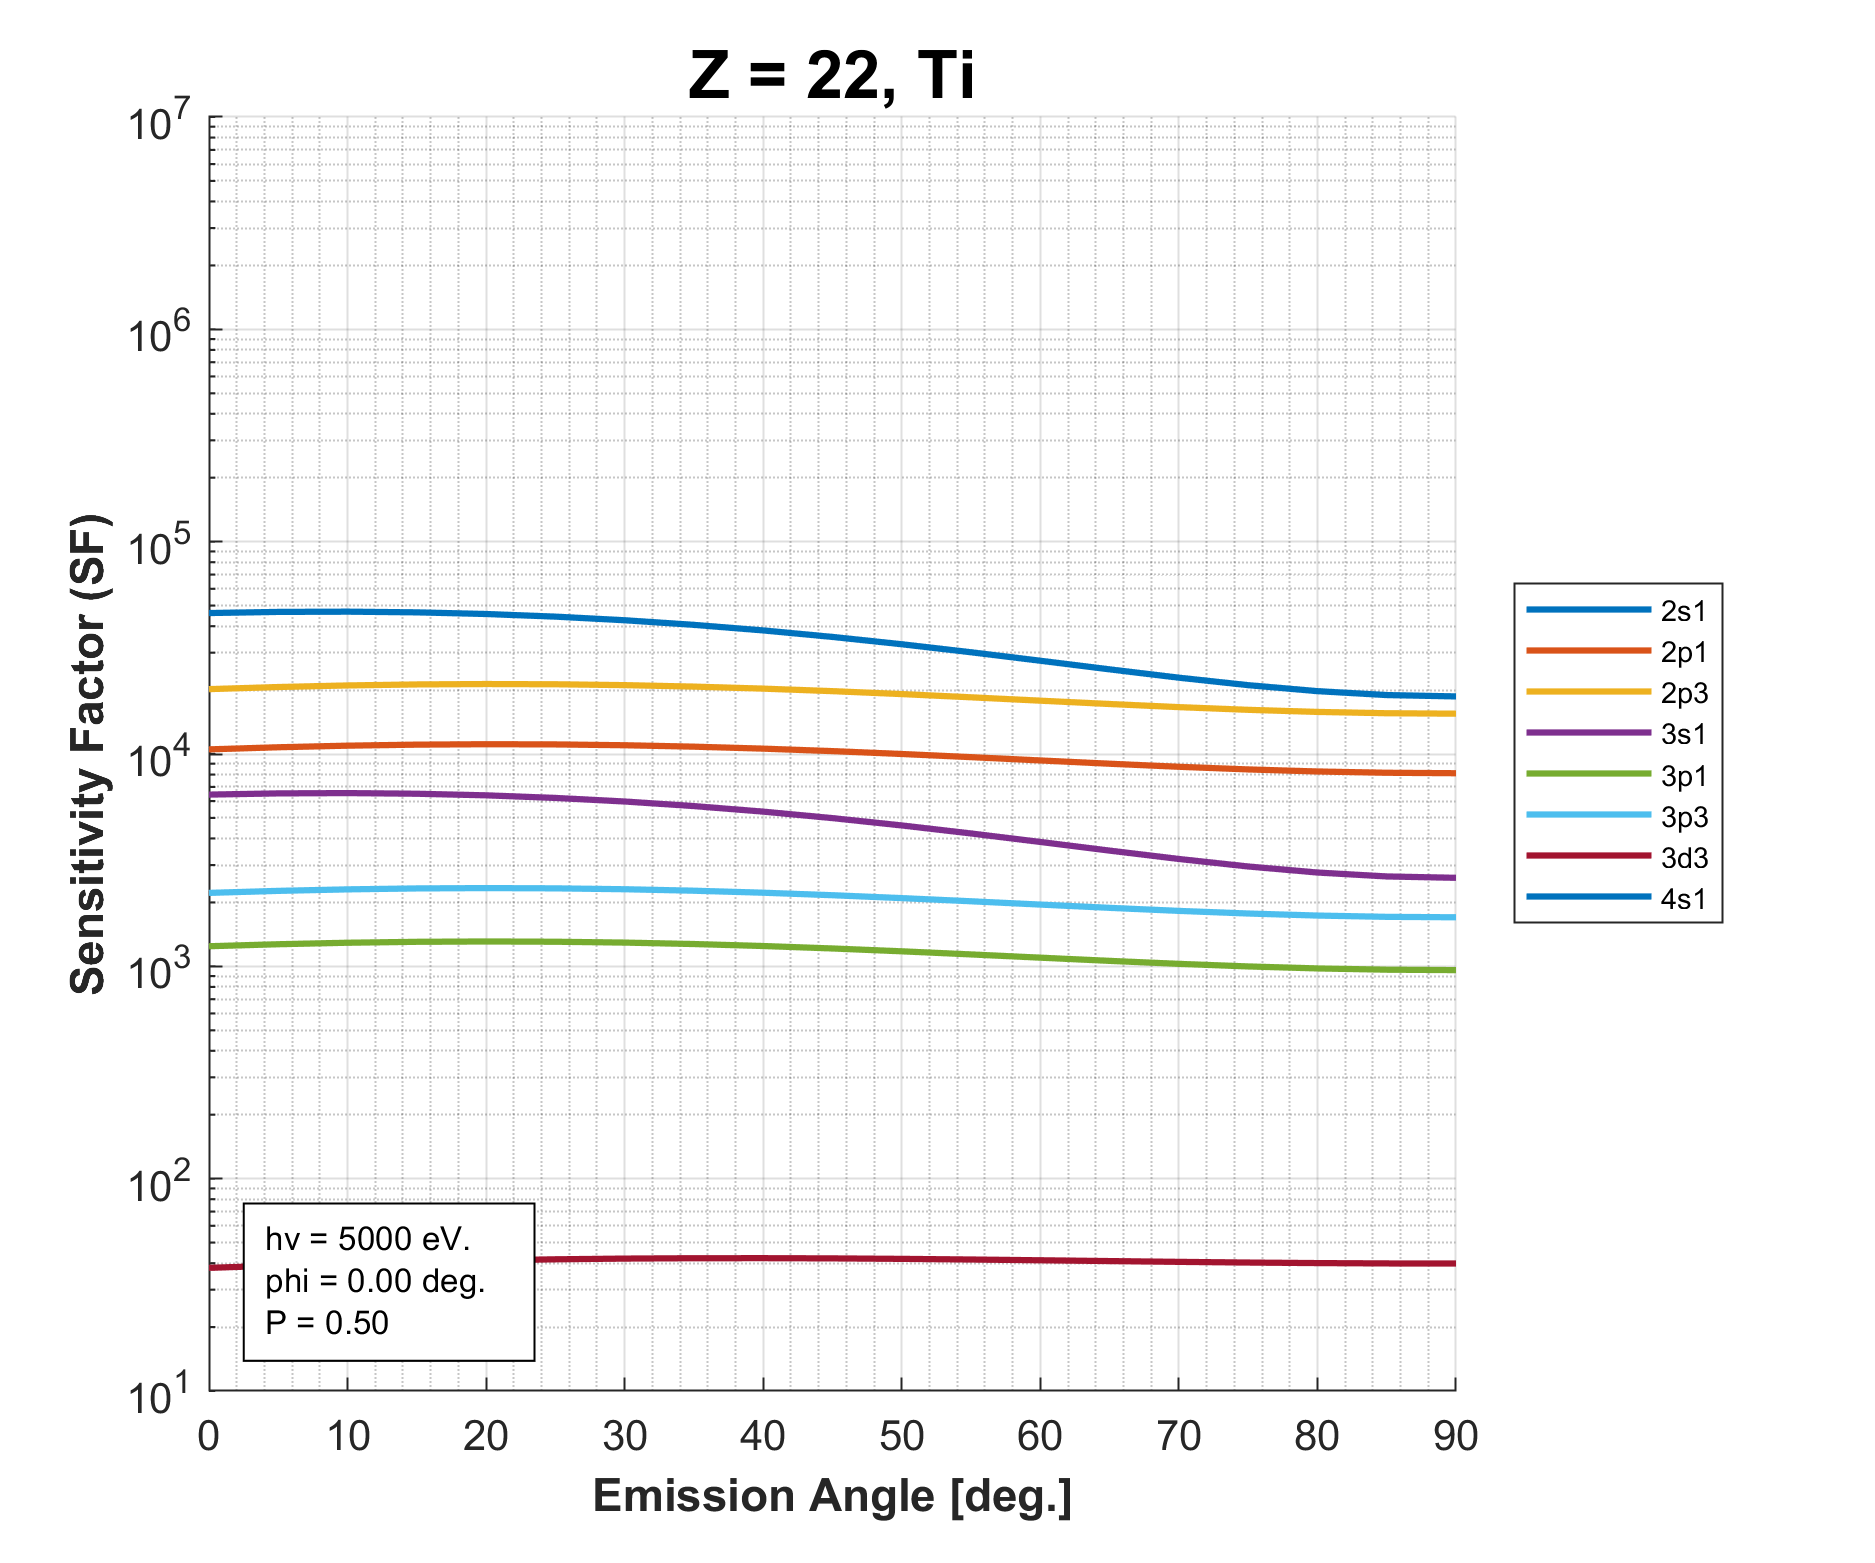 Z = 22, Ti
10^7
10^6
10^5
10^4
10^3
10^2
10^1
Sensitivity Factor (SF)
hv = 5000 eV.
phi = 0.00 deg.
P = 0.50
0 10 20 30 40 50 60 70 80 90
Emission Angle [deg.]
2s1
2p1
2p3
3s1
3p1
3p3
3d3
4s1